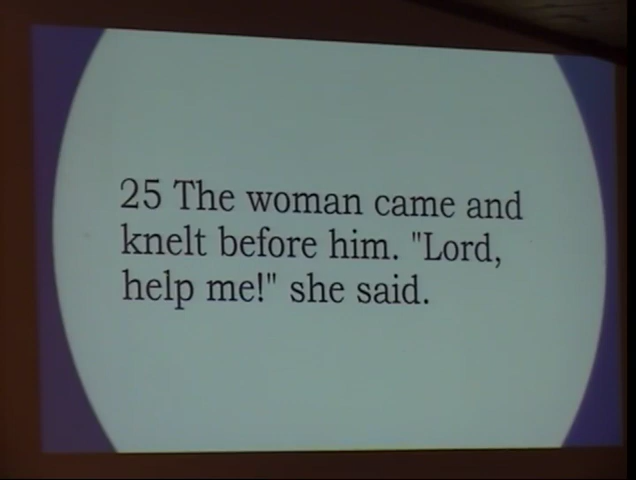 25 The woman came and
knelt before him. "Lord,
help me!" she said.